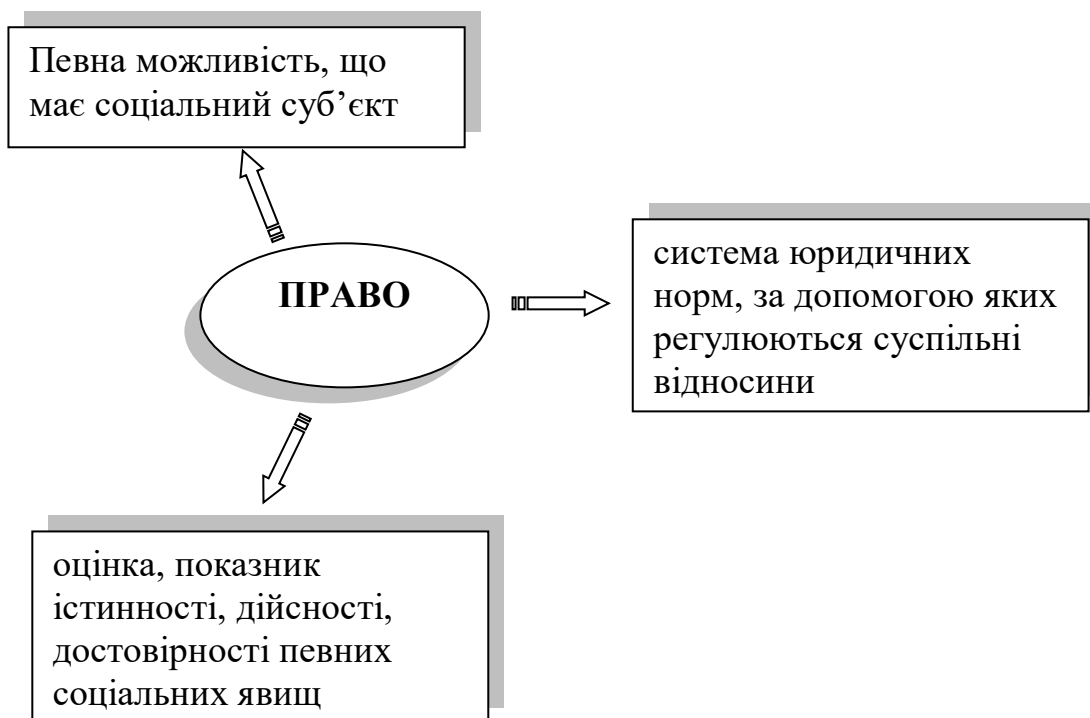 Певна можливість, що
має соціальний суб’єкт
ПРАВО
система юридичних
норм, за допомогою яких
регулюються суспільні
відносини
оцінка, показник
істинності, дійсності,
достовірності певних
соціальних явищ